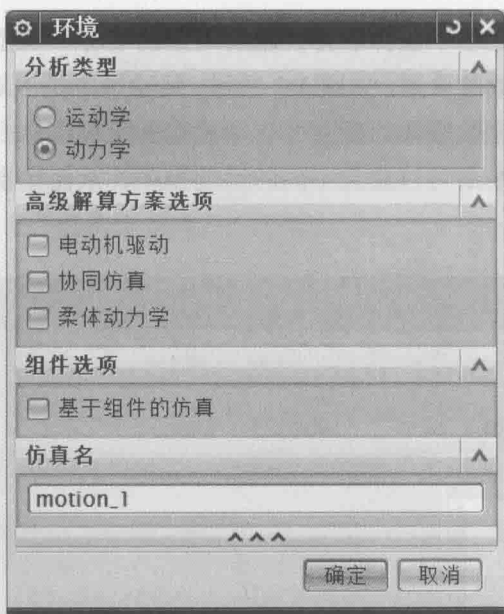 环境
分析类型
运动学
动力学
高级解算方案选项
电动机驱动
协同仿真
柔体动力学
组件选项
基于组件的仿真
仿真名
motion_1
确定 取消